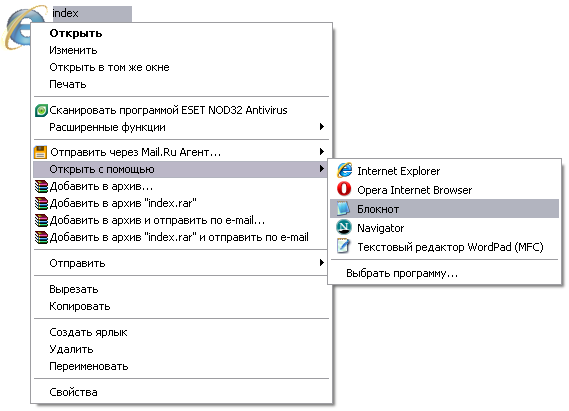 index
Открыть
Изменить
Открыть в том же окне
Печать
Сканировать программой ESET NOD32 Antivirus
Расширенные функции
Отправить через Mail.Ru Агент...
Открыть с помощью
Добавить в архив...
Добавить в архив "index.rar"
Добавить в архив и отправить по e-mail...
Добавить в архив "index.rar" и отправить по e-mail
Отправить
Вырезать
Копировать
Создать ярлык
Удалить
Переименовать
Свойства
Internet Explorer
Opera Internet Browser
Блокнот
Navigator
Текстовый редактор WordPad (MFC)
Выбрать программу...